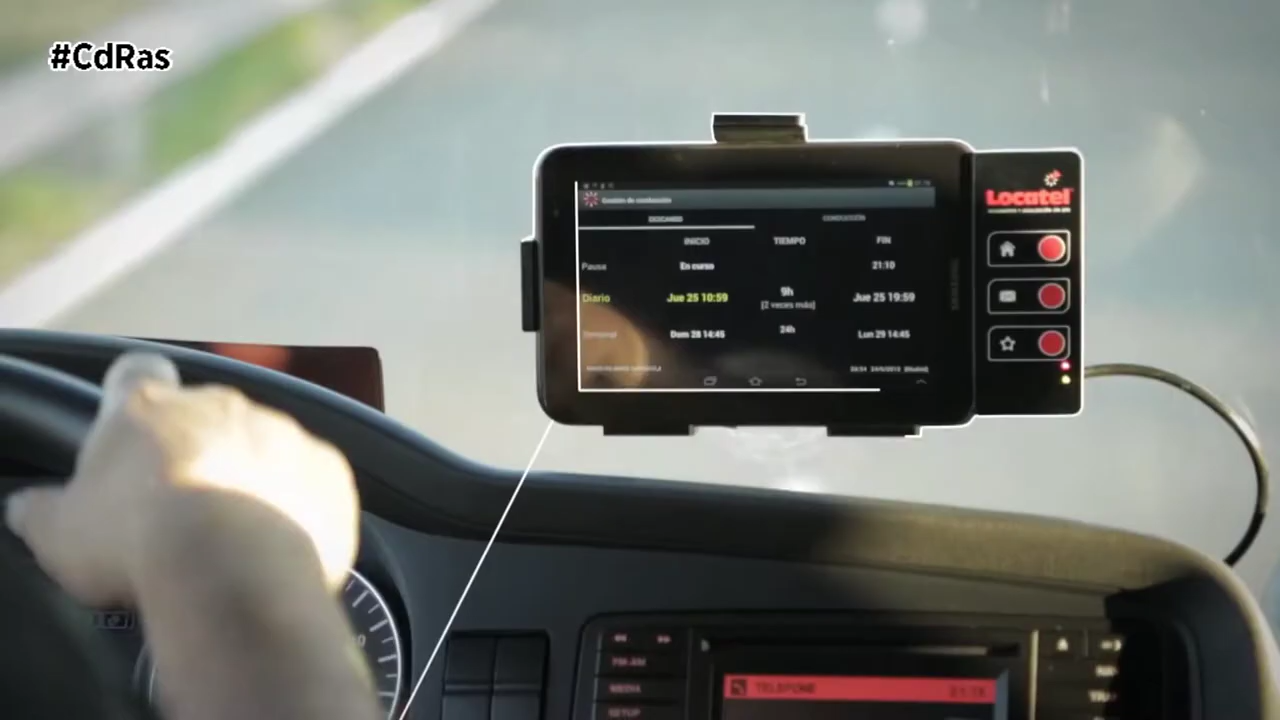 #CdRas
Locatel
Gestión de conducción
DESCANSO CONDUCCIÓN
INICIO TIEMPO FIN
Pausa En curso 21:10
Diario Jue 25 10:59 9h Jue 25 19:59
[2 veces más]
Semanal Dom 28 14:45 24h Lun 29 14:45
FM·AM
MEDIA
SETUP
TELEFONE